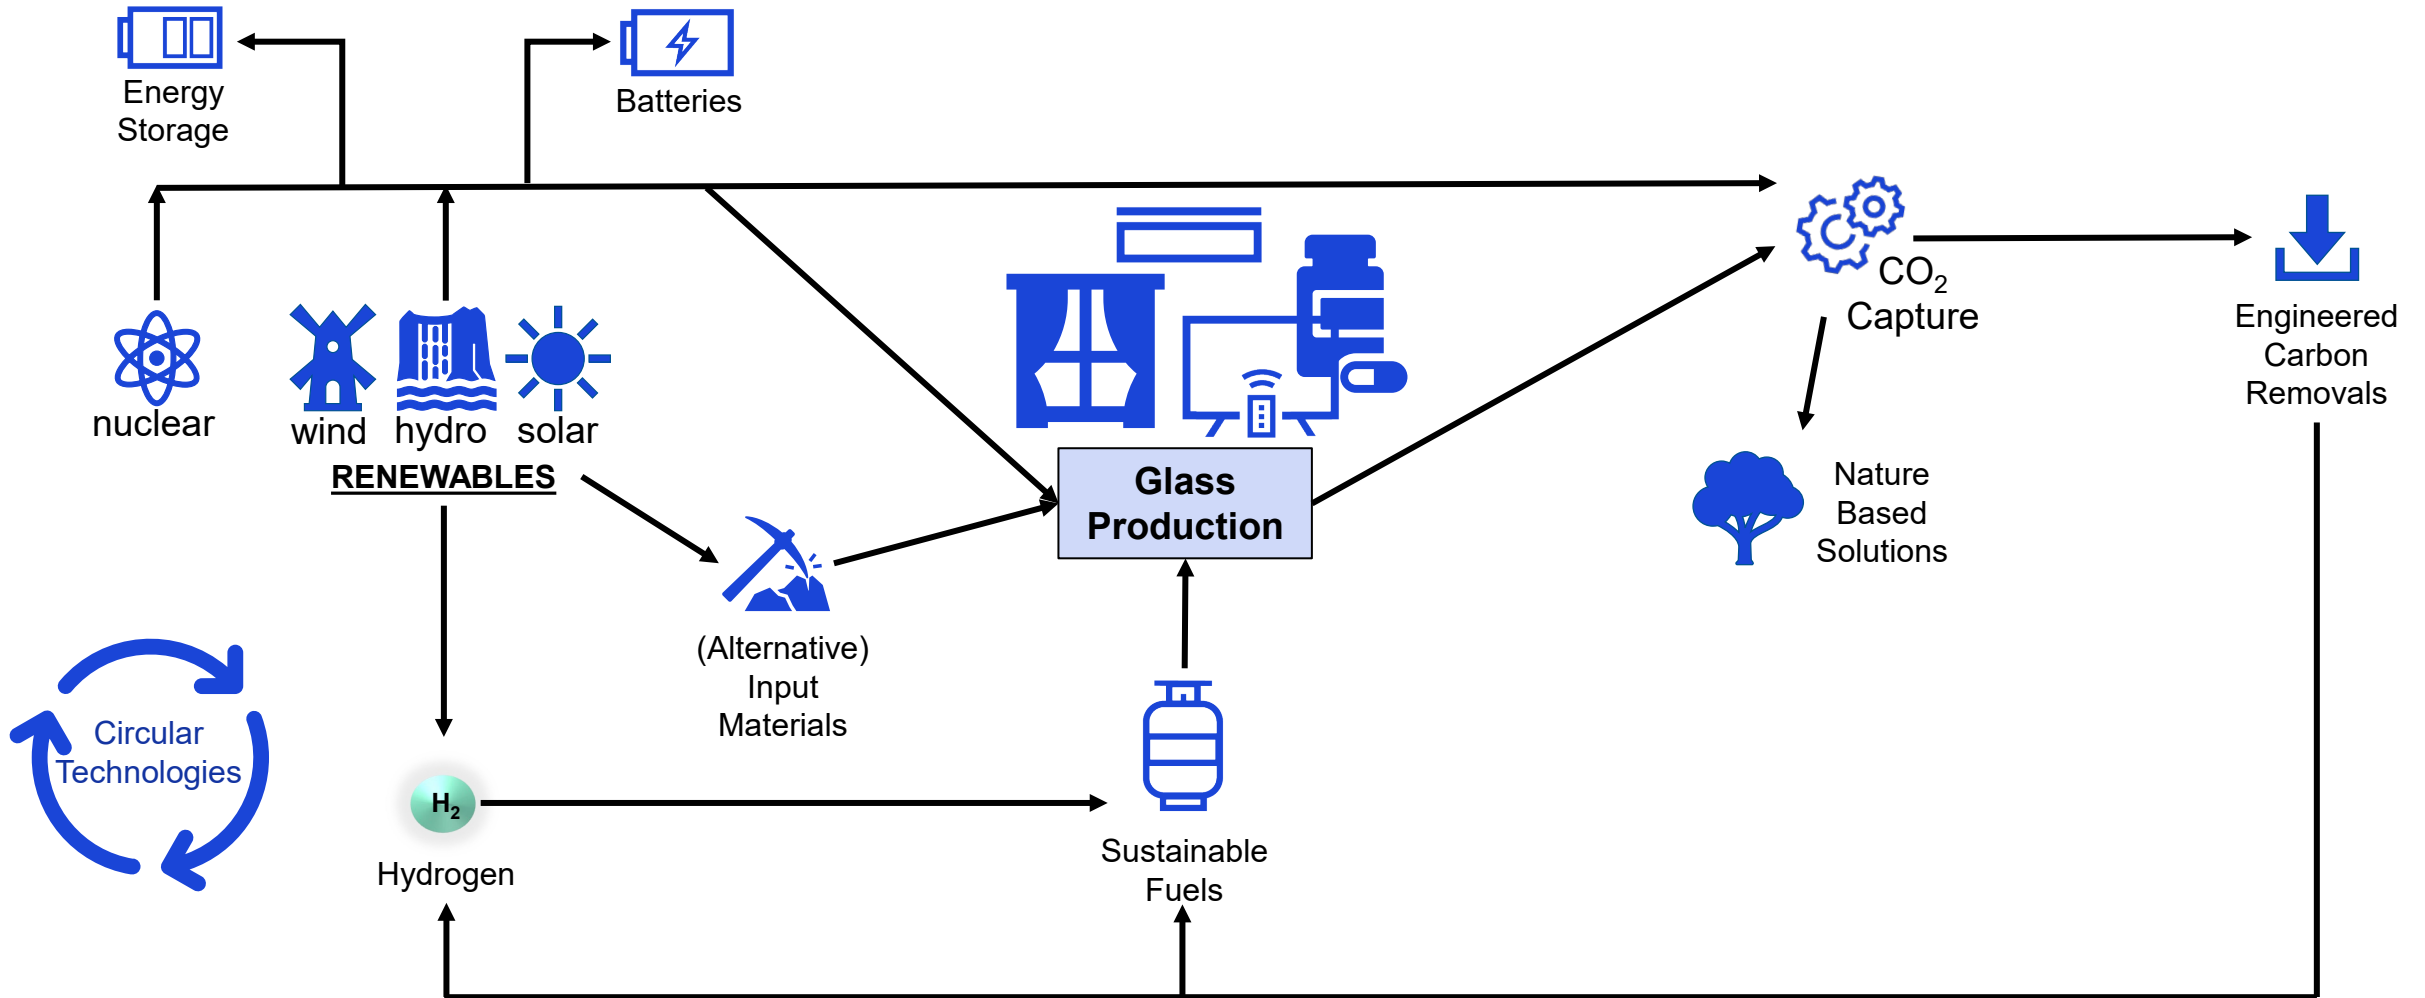 Energy
Storage
Batteries
nuclear
wind
hydro
solar
RENEWABLES
Glass
Production
CO₂
Capture
Engineered
Carbon
Removals
Nature
Based
Solutions
(Alternative)
Input
Materials
Circular
Technologies
H₂
Hydrogen
Sustainable
Fuels